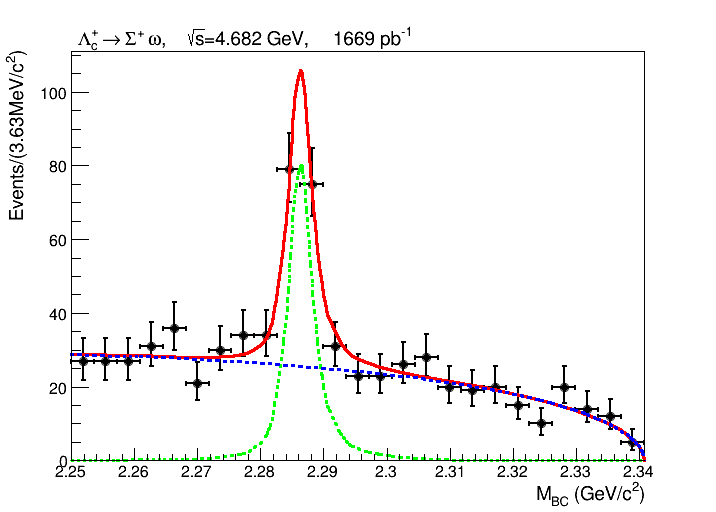 Λc+ → Σ+ ω, √s=4.682 GeV, 1669 pb-1
Events/(3.63MeV/c2)
100
80
60
40
20
0
2.25 2.26 2.27 2.28 2.29 2.3 2.31 2.32 2.33 2.34
MBC (GeV/c2)